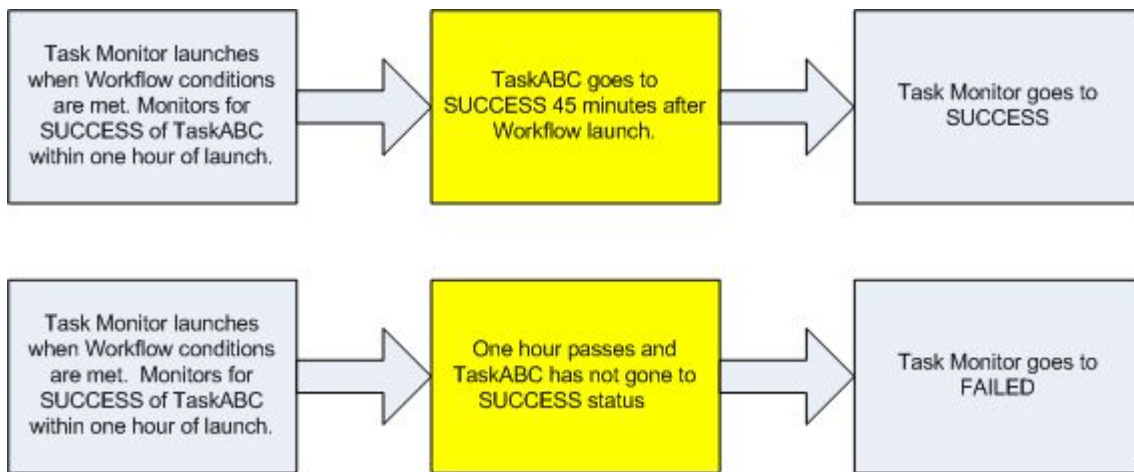 Task Monitor launches
when Workflow conditions
are met. Monitors for
SUCCESS of TaskABC
within one hour of launch.
TaskABC goes to
SUCCESS 45 minutes after
Workflow launch.
Task Monitor goes to
SUCCESS
Task Monitor launches
when Workflow conditions
are met.  Monitors for
SUCCESS of TaskABC
within one hour of launch.
One hour passes and
TaskABC has not gone to
SUCCESS status
Task Monitor goes to
FAILED